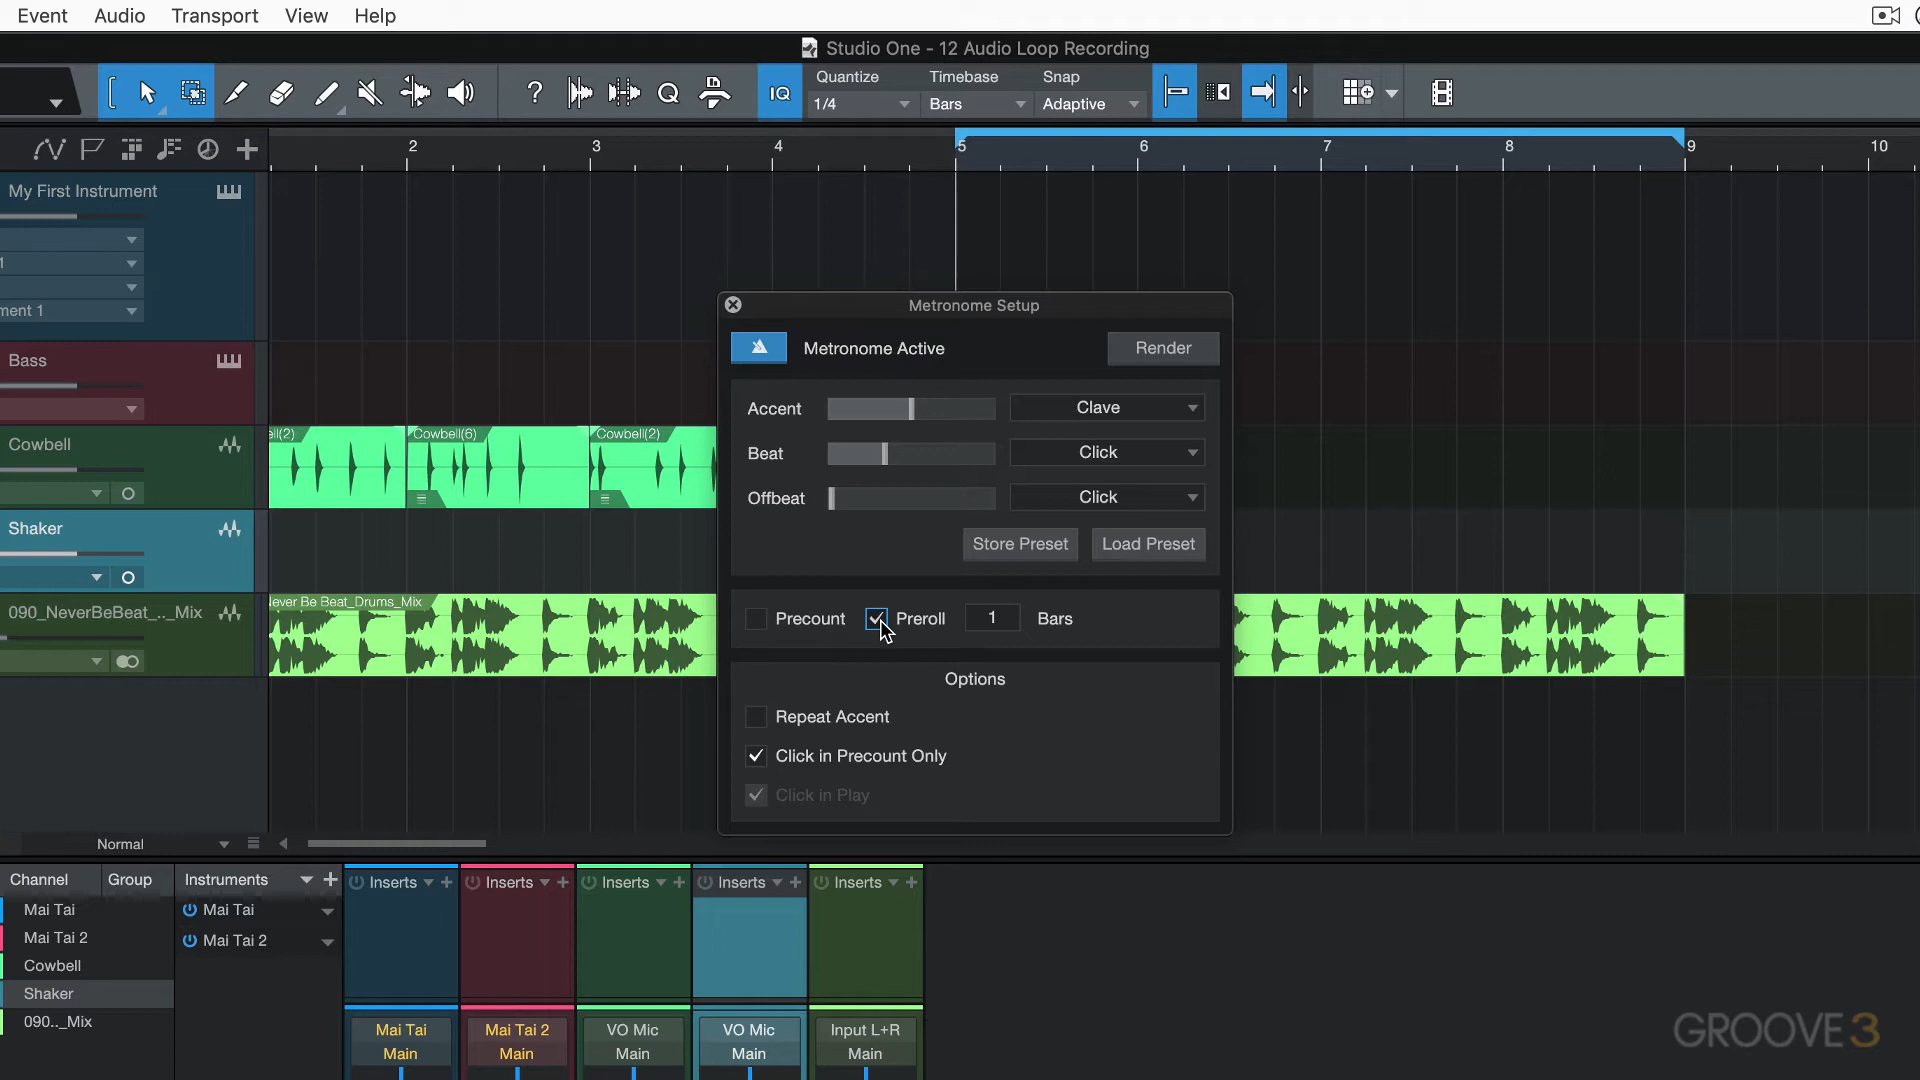 Event Audio Transport View Help
Studio One - 12 Audio Loop Recording
Quantize Timebase Snap
IQ 1/4 Bars Adaptive
2 3 4 5 6 7 8 9 10
My First Instrument
1
ment 1
Bass
Cowbell
Shaker
090_NeverBeBeat_.._Mix
ell(2) Cowbell(6) Cowbell(2)
Never Be Beat_Drums_Mix
Metronome Setup
Metronome Active Render
Accent Clave
Beat Click
Offbeat Click
Store Preset Load Preset
Precount Preroll 1 Bars
Options
Repeat Accent
Click in Precount Only
Click in Play
Normal
Channel Group Instruments Inserts Inserts Inserts Inserts Inserts
Mai Tai Mai Tai
Mai Tai 2 Mai Tai 2
Cowbell
Shaker
090.._Mix
Mai Tai Mai Tai 2 VO Mic VO Mic Input L+R
Main Main Main Main Main
GROOVE3